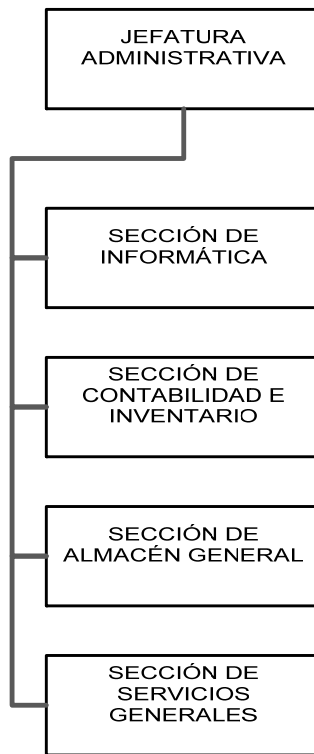 JEFATURA
ADMINISTRATIVA
SECCIÓN DE
INFORMÁTICA
SECCIÓN DE
CONTABILIDAD E
INVENTARIO
SECCIÓN DE
ALMACÉN GENERAL
SECCIÓN DE
SERVICIOS
GENERALES